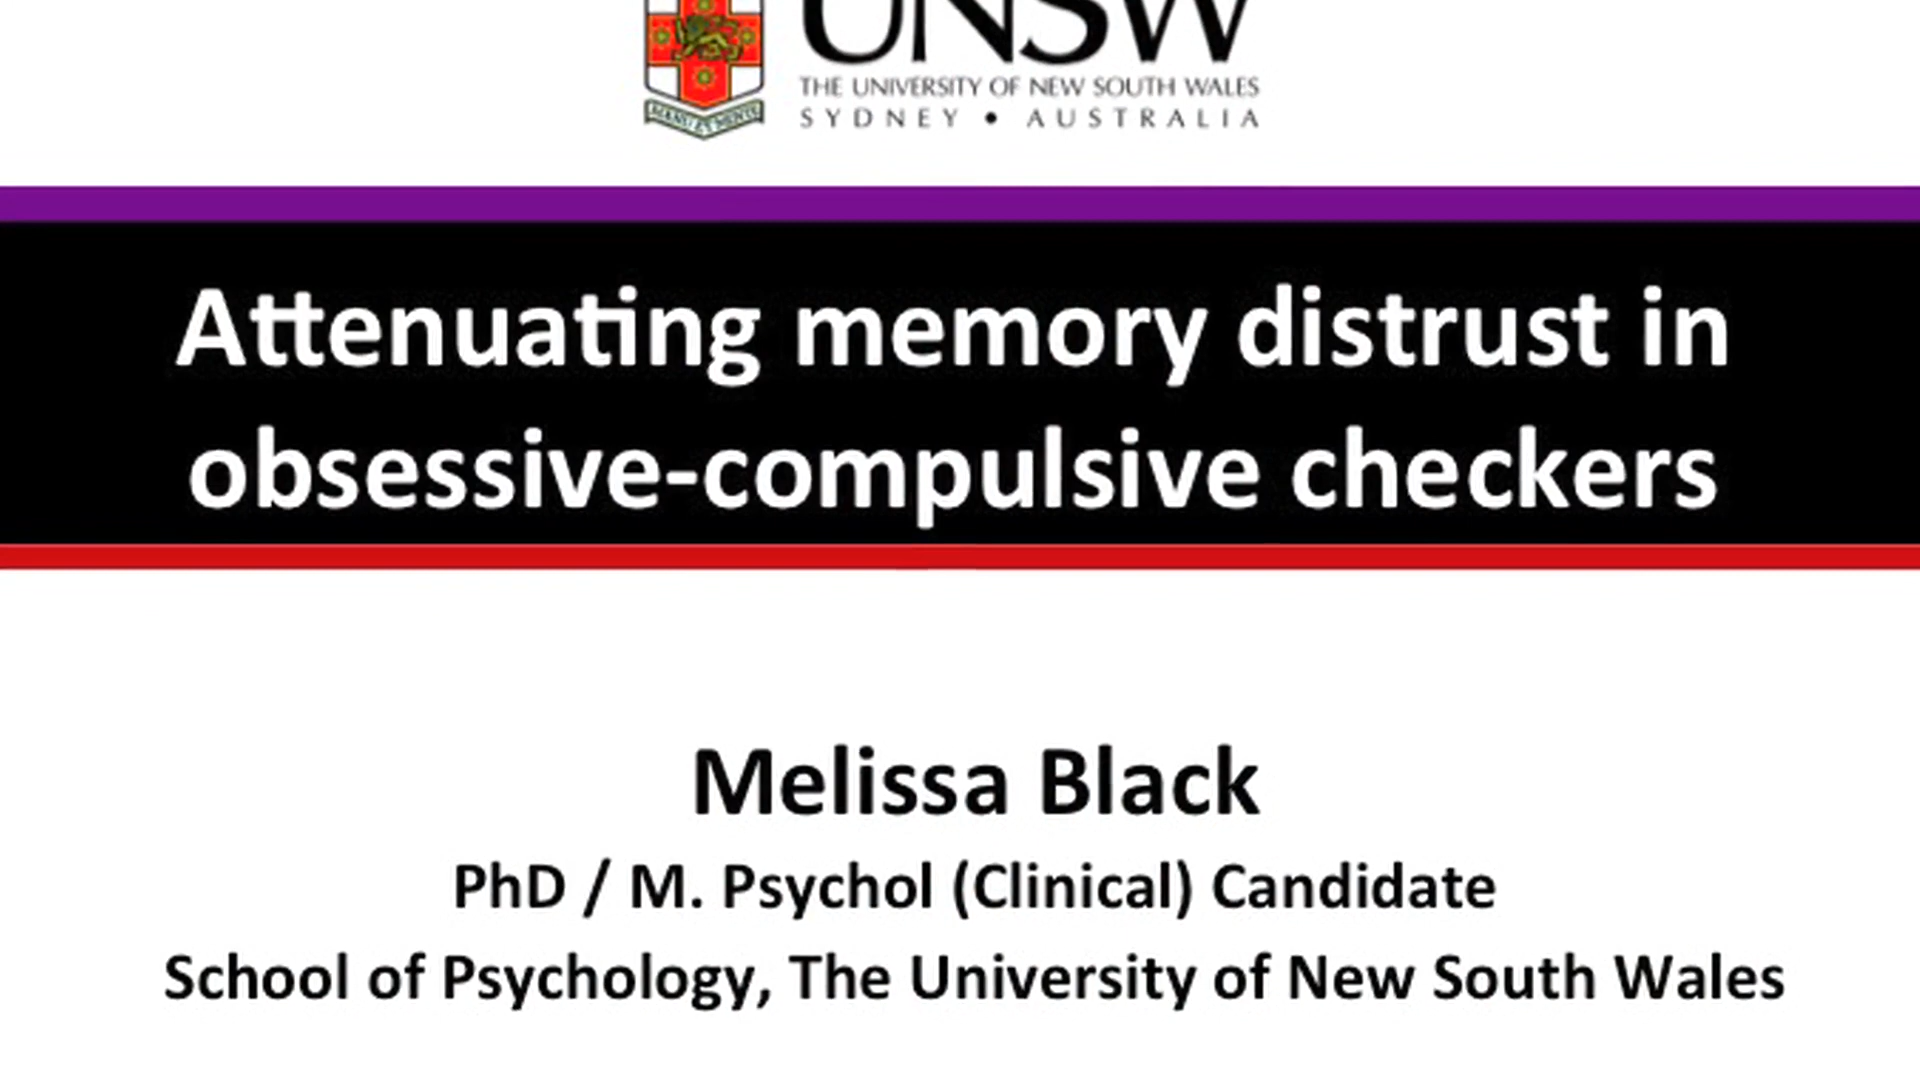 UNSW
THE UNIVERSITY OF NEW SOUTH WALES
SYDNEY • AUSTRALIA
Attenuating memory distrust in
obsessive-compulsive checkers
Melissa Black
PhD / M. Psychol (Clinical) Candidate
School of Psychology, The University of New South Wales